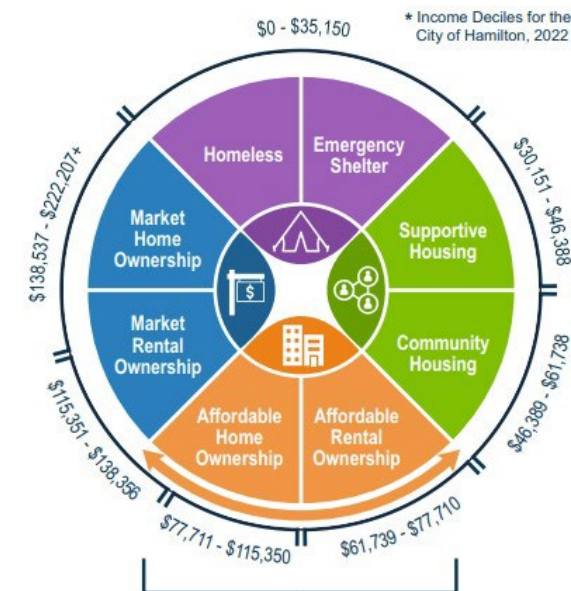 * Income Deciles for the
City of Hamilton, 2022
$0 - $35,150
Homeless
Emergency
Shelter
$30,151 - $46,388
Supportive
Housing
Community
Housing
$46,389 - $61,738
Affordable
Rental
Ownership
$61,739 - $77,710
Affordable
Home
Ownership
$77,711 - $115,350
Market
Rental
Ownership
$115,351 - $138,356
Market
Home
Ownership
$138,537 - $222,207+
$